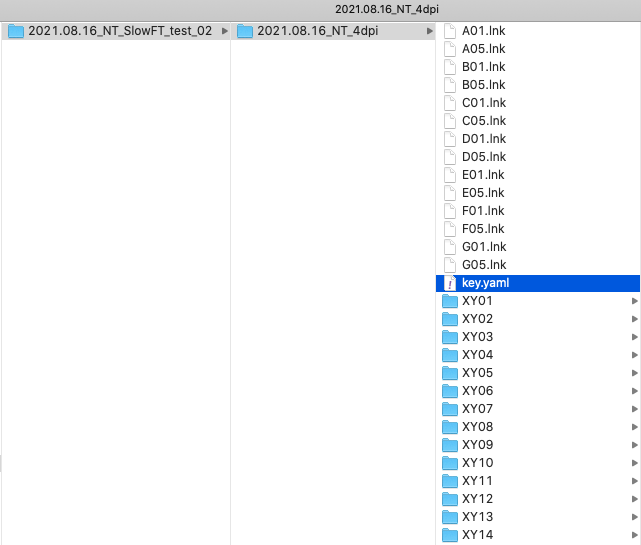 2021.08.16_NT_4dpi
2021.08.16_NT_SlowFT_test_02
2021.08.16_NT_4dpi
A01.lnk
A05.lnk
B01.lnk
B05.lnk
C01.lnk
C05.lnk
D01.lnk
D05.lnk
E01.lnk
E05.lnk
F01.lnk
F05.lnk
G01.lnk
G05.lnk
key.yaml
XY01
XY02
XY03
XY04
XY05
XY06
XY07
XY08
XY09
XY10
XY11
XY12
XY13
XY14